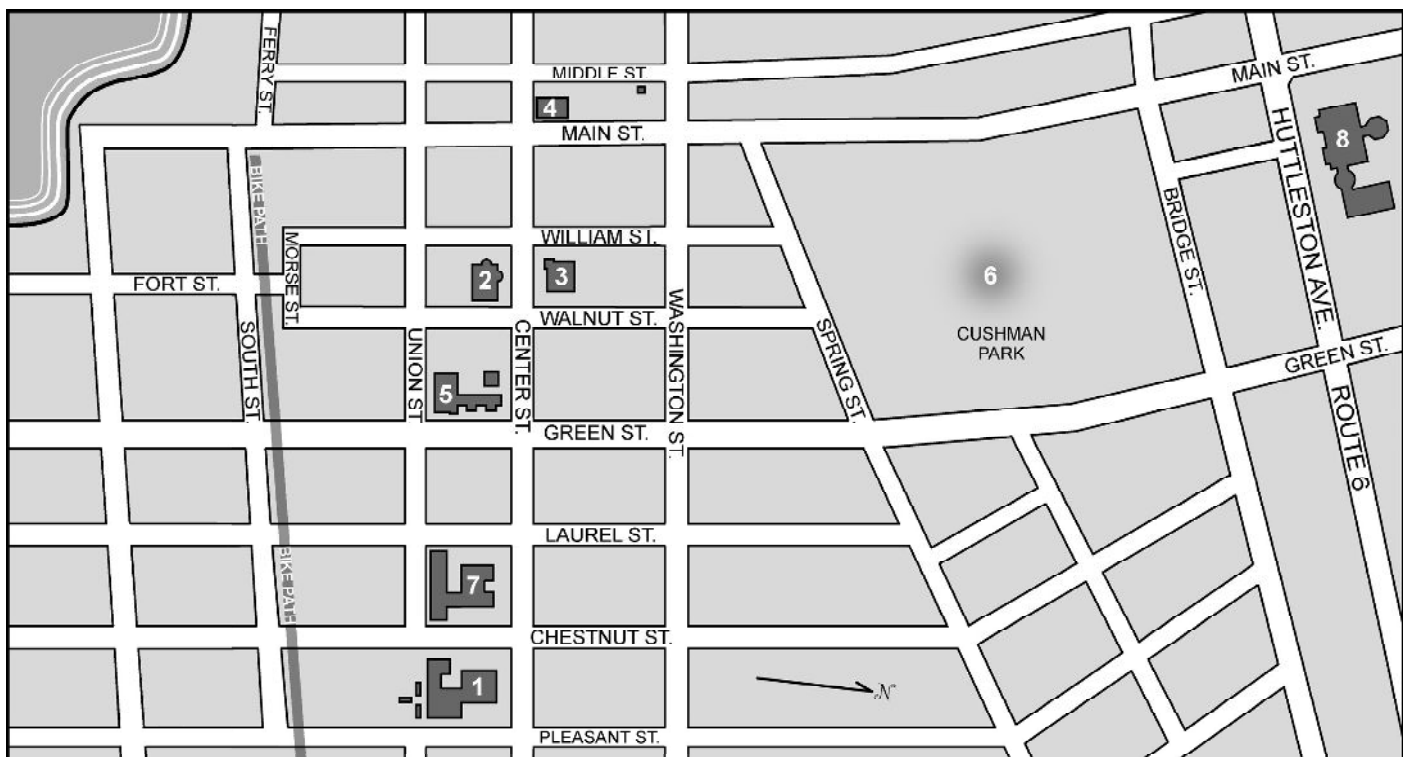 FERRY ST.
MIDDLE ST.
MAIN ST.
4
MAIN ST.
HUTTLESTON AVE.
8
BIKE PATH
MORSE ST.
WILLIAM ST.
BRIDGE ST.
2
3
6
FORT ST.
WALNUT ST.
WASHINGTON ST.
SOUTH ST.
UNION ST.
CENTER ST.
SPRING ST.
CUSHMAN
PARK
GREEN ST.
5
GREEN ST.
ROUTE 6
LAUREL ST.
BIKE PATH
7
CHESTNUT ST.
1
N
PLEASANT ST.